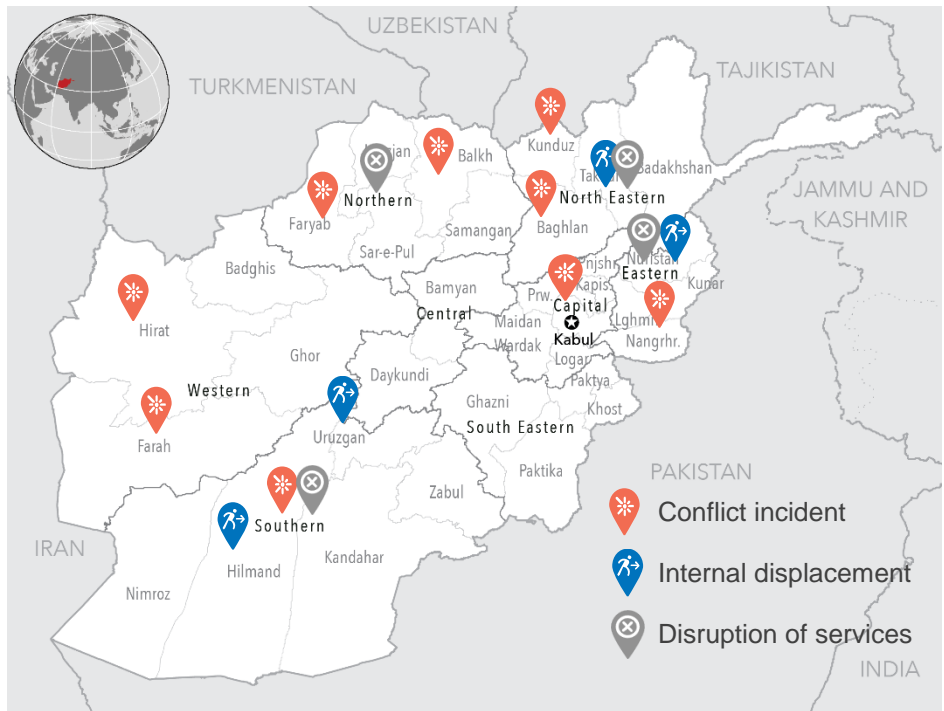 UZBEKISTAN
TAJIKISTAN
TURKMENISTAN
Kunduz
Balkh
Badakhshan
JAMMU AND
KASHMIR
North Eastern
Northern
Faryab
Baghlan
Samangan
Sar-e-Pul
Badghis
Eastern
Kunar
Bamyan
Prw.
Capital
Central
Hirat
Maidan
Wardak
Kabul
Nangrhr.
Ghor
Logar
Daykundi
Paktya
Western
Ghazni
Khost
South Eastern
Farah
Uruzgan
Paktika
PAKISTAN
Zabul
Conflict incident
Southern
IRAN
Kandahar
Hilmand
Internal displacement
Nimroz
Disruption of services
INDIA